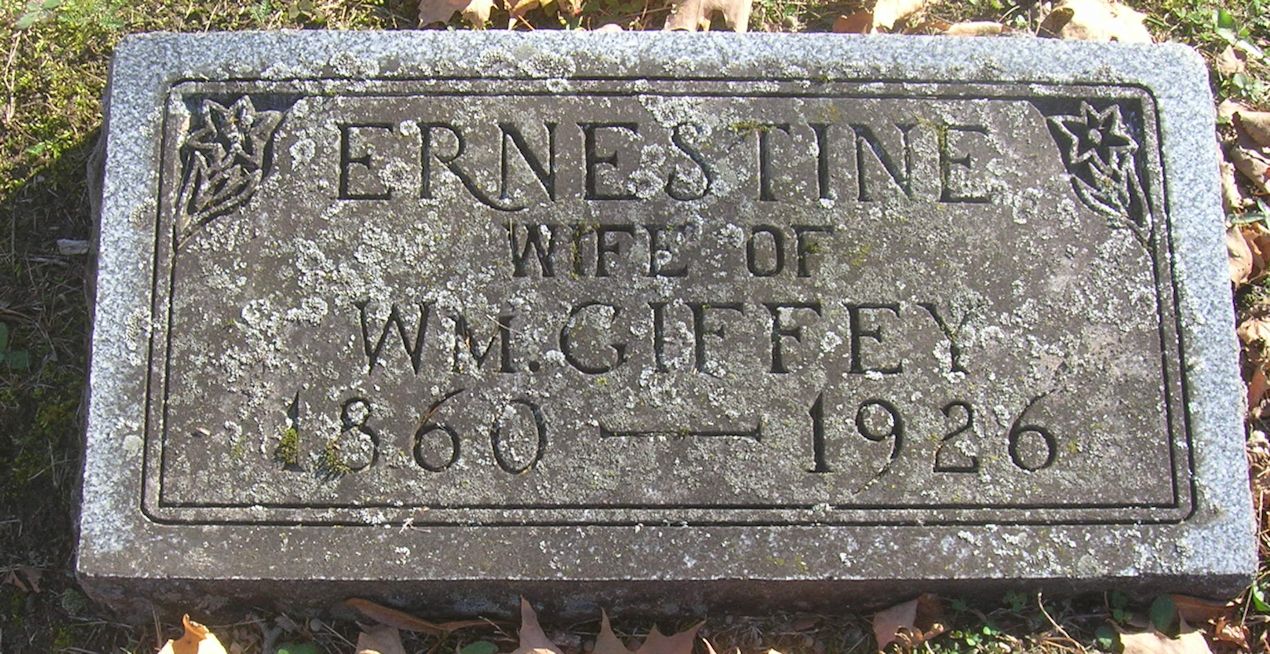 ERNESTINE
WIFE OF
WM. GIFFEY
1860 — 1926